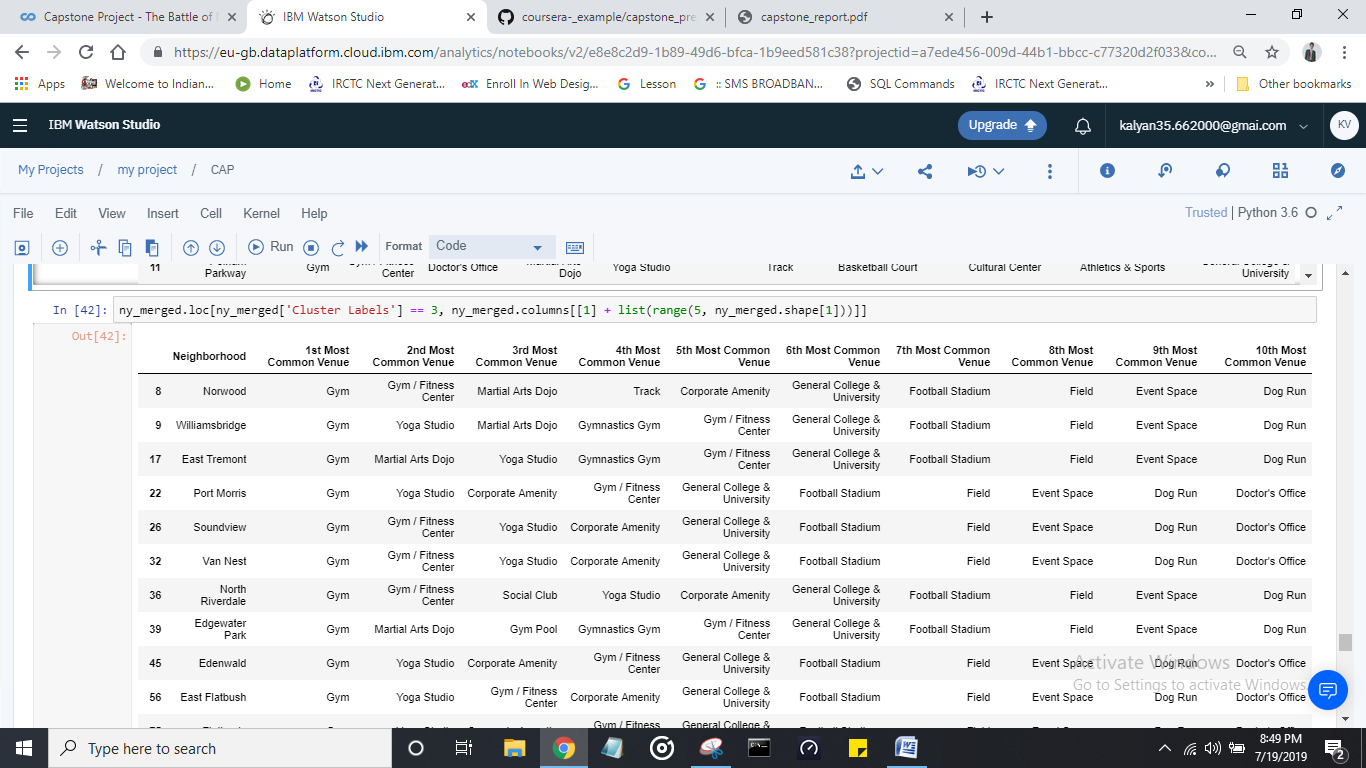 Capstone Project - The Battle of
IBM Watson Studio
coursera-_example/capstone_pre
capstone_report.pdf
https://eu-gb.dataplatform.cloud.ibm.com/analytics/notebooks/v2/e8e8c2d9-1b89-49d6-bfca-1b9eed581c38?projectid=a7ede456-009d-44b1-bbcc-c77320d2f033&co...
Apps Welcome to Indian... Home IRCTC Next Generat... edX Enroll In Web Desig... Lesson :: SMS BROADBAN... SQL Commands IRCTC Next Generat... » Other bookmarks
IBM Watson Studio Upgrade kalyan35.662000@gmai.com KV
My Projects / my project / CAP
File Edit View Insert Cell Kernel Help Trusted | Python 3.6
Run Format Code
11 Parkway Gym Center Doctor's Office Dojo Yoga Studio Track Basketball Court Cultural Center Athletics & Sports University
In [42]: ny_merged.loc[ny_merged['Cluster Labels'] == 3, ny_merged.columns[[1] + list(range(5, ny_merged.shape[1]))]]
Out[42]:
Neighborhood 1st Most Common Venue 2nd Most Common Venue 3rd Most Common Venue 4th Most Common Venue 5th Most Common Venue 6th Most Common Venue 7th Most Common Venue 8th Most Common Venue 9th Most Common Venue 10th Most Common Venue
8 Norwood Gym Gym / Fitness Center Martial Arts Dojo Track Corporate Amenity General College & University Football Stadium Field Event Space Dog Run
9 Williamsbridge Gym Yoga Studio Martial Arts Dojo Gymnastics Gym Gym / Fitness Center General College & University Football Stadium Field Event Space Dog Run
17 East Tremont Gym Martial Arts Dojo Yoga Studio Gymnastics Gym Gym / Fitness Center General College & University Football Stadium Field Event Space Dog Run
22 Port Morris Gym Yoga Studio Corporate Amenity Gym / Fitness Center General College & University Football Stadium Field Event Space Dog Run Doctor's Office
26 Soundview Gym Gym / Fitness Center Yoga Studio Corporate Amenity General College & University Football Stadium Field Event Space Dog Run Doctor's Office
32 Van Nest Gym Gym / Fitness Center Yoga Studio Corporate Amenity General College & University Football Stadium Field Event Space Dog Run Doctor's Office
36 North Riverdale Gym Gym / Fitness Center Social Club Yoga Studio Corporate Amenity General College & University Football Stadium Field Event Space Dog Run
39 Edgewater Park Gym Martial Arts Dojo Gym Pool Gymnastics Gym Gym / Fitness Center General College & University Football Stadium Field Event Space Dog Run
45 Edenwald Gym Yoga Studio Corporate Amenity Gym / Fitness Center General College & University Football Stadium Field Event Space Dog Run Doctor's Office
56 East Flatbush Gym Yoga Studio Gym / Fitness Center Corporate Amenity General College & University Football Stadium Field Event Space Dog Run Doctor's Office
Gym / Fitness General College &
Activate Windows
Go to Settings to activate Windows.
Type here to search
8:49 PM
7/19/2019
2